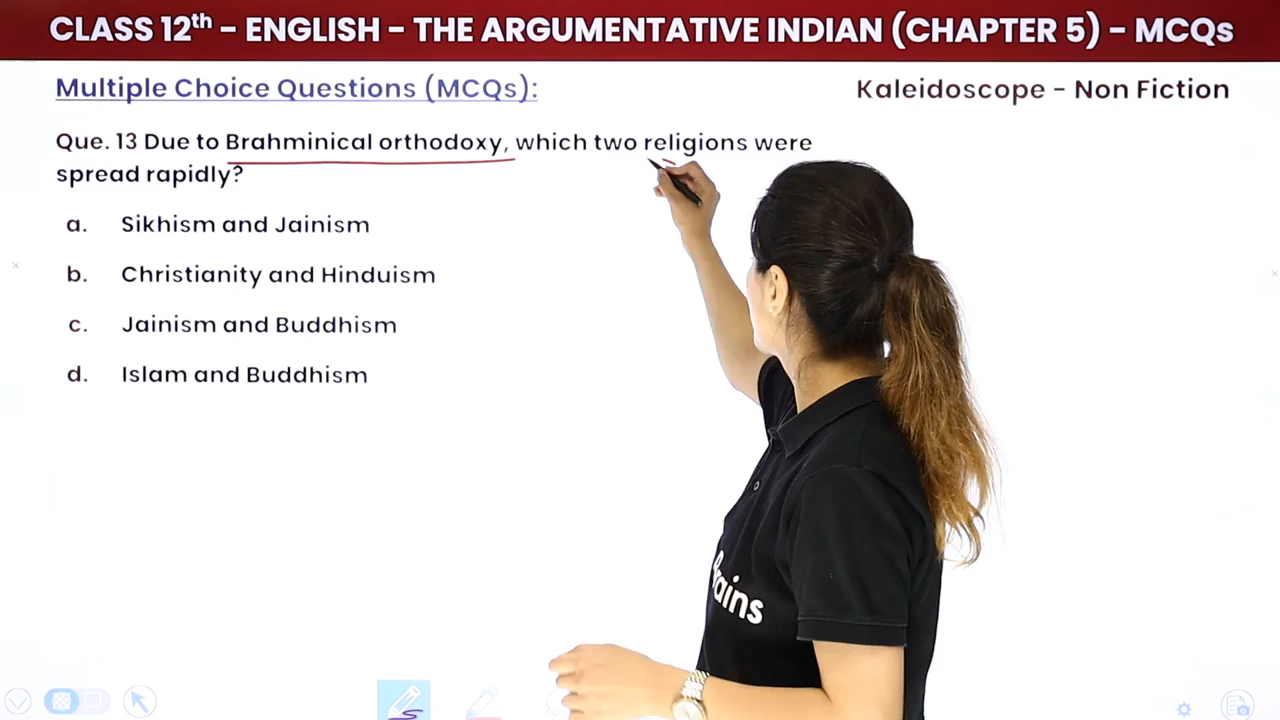 CLASS 12th – ENGLISH – THE ARGUMENTATIVE INDIAN (CHAPTER 5) – MCQs
Multiple Choice Questions (MCQs):
Kaleidoscope - Non Fiction
Que. 13 Due to Brahminical orthodoxy, which two religions were
spread rapidly?
a. Sikhism and Jainism
b. Christianity and Hinduism
c. Jainism and Buddhism
d. Islam and Buddhism